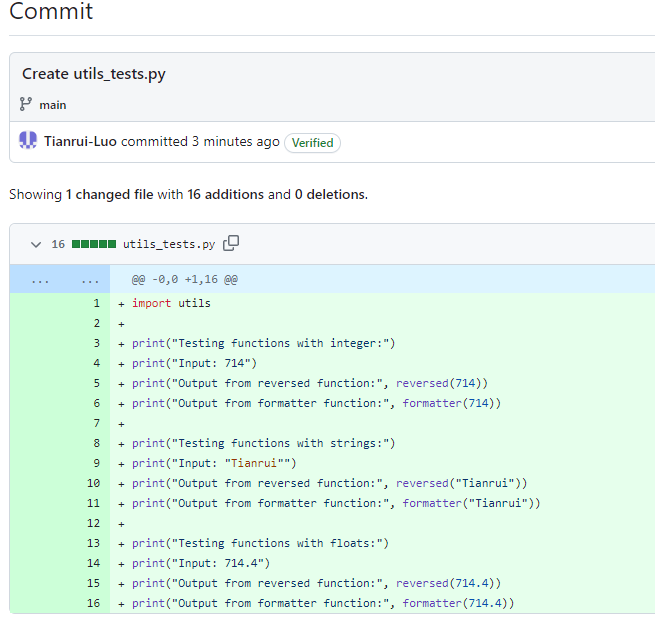 Commit
Create utils_tests.py
main
Tianrui-Luo committed 3 minutes ago Verified
Showing 1 changed file with 16 additions and 0 deletions.
16 utils_tests.py
... ... @@ -0,0 +1,16 @@
1 + import utils
2 +
3 + print("Testing functions with integer:")
4 + print("Input: 714")
5 + print("Output from reversed function:", reversed(714))
6 + print("Output from formatter function:", formatter(714))
7 +
8 + print("Testing functions with strings:")
9 + print("Input: "Tianrui"")
10 + print("Output from reversed function:", reversed("Tianrui"))
11 + print("Output from formatter function:", formatter("Tianrui"))
12 +
13 + print("Testing functions with floats:")
14 + print("Input: 714.4")
15 + print("Output from reversed function:", reversed(714.4))
16 + print("Output from formatter function:", formatter(714.4))